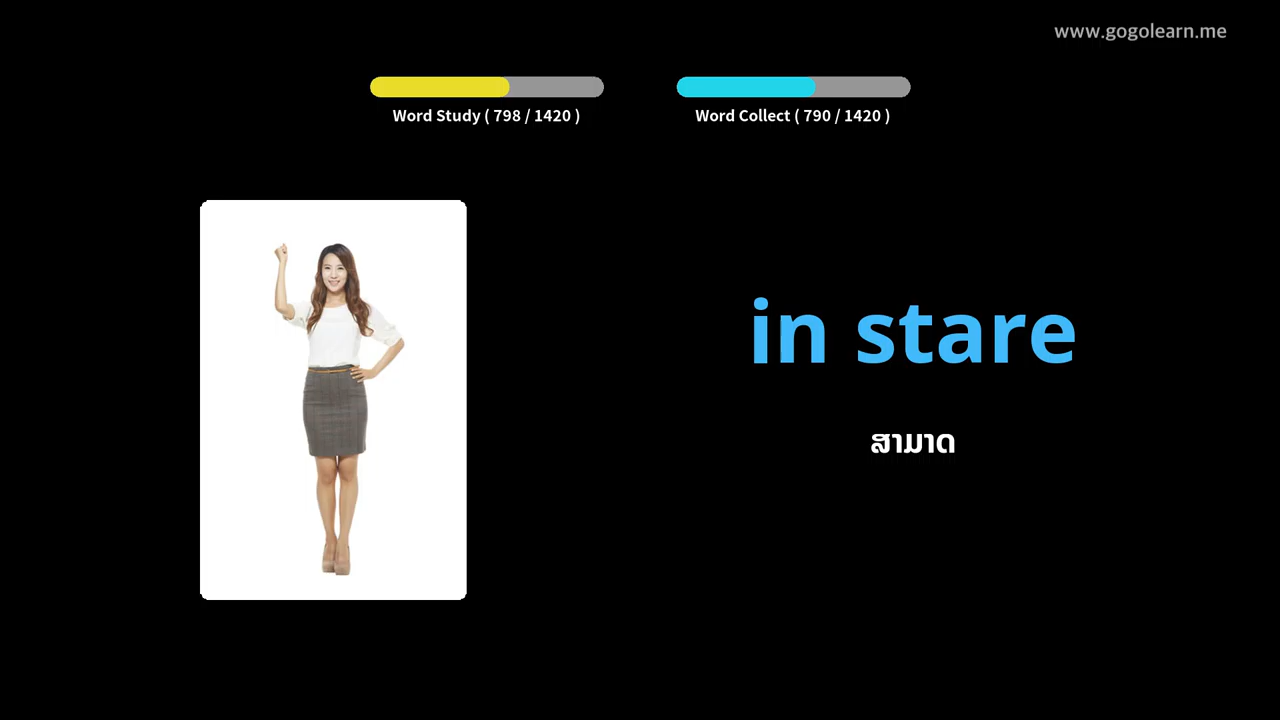 www.gogolearn.me
Word Study ( 798 / 1420 )
Word Collect ( 790 / 1420 )
in stare
ສາມາດ